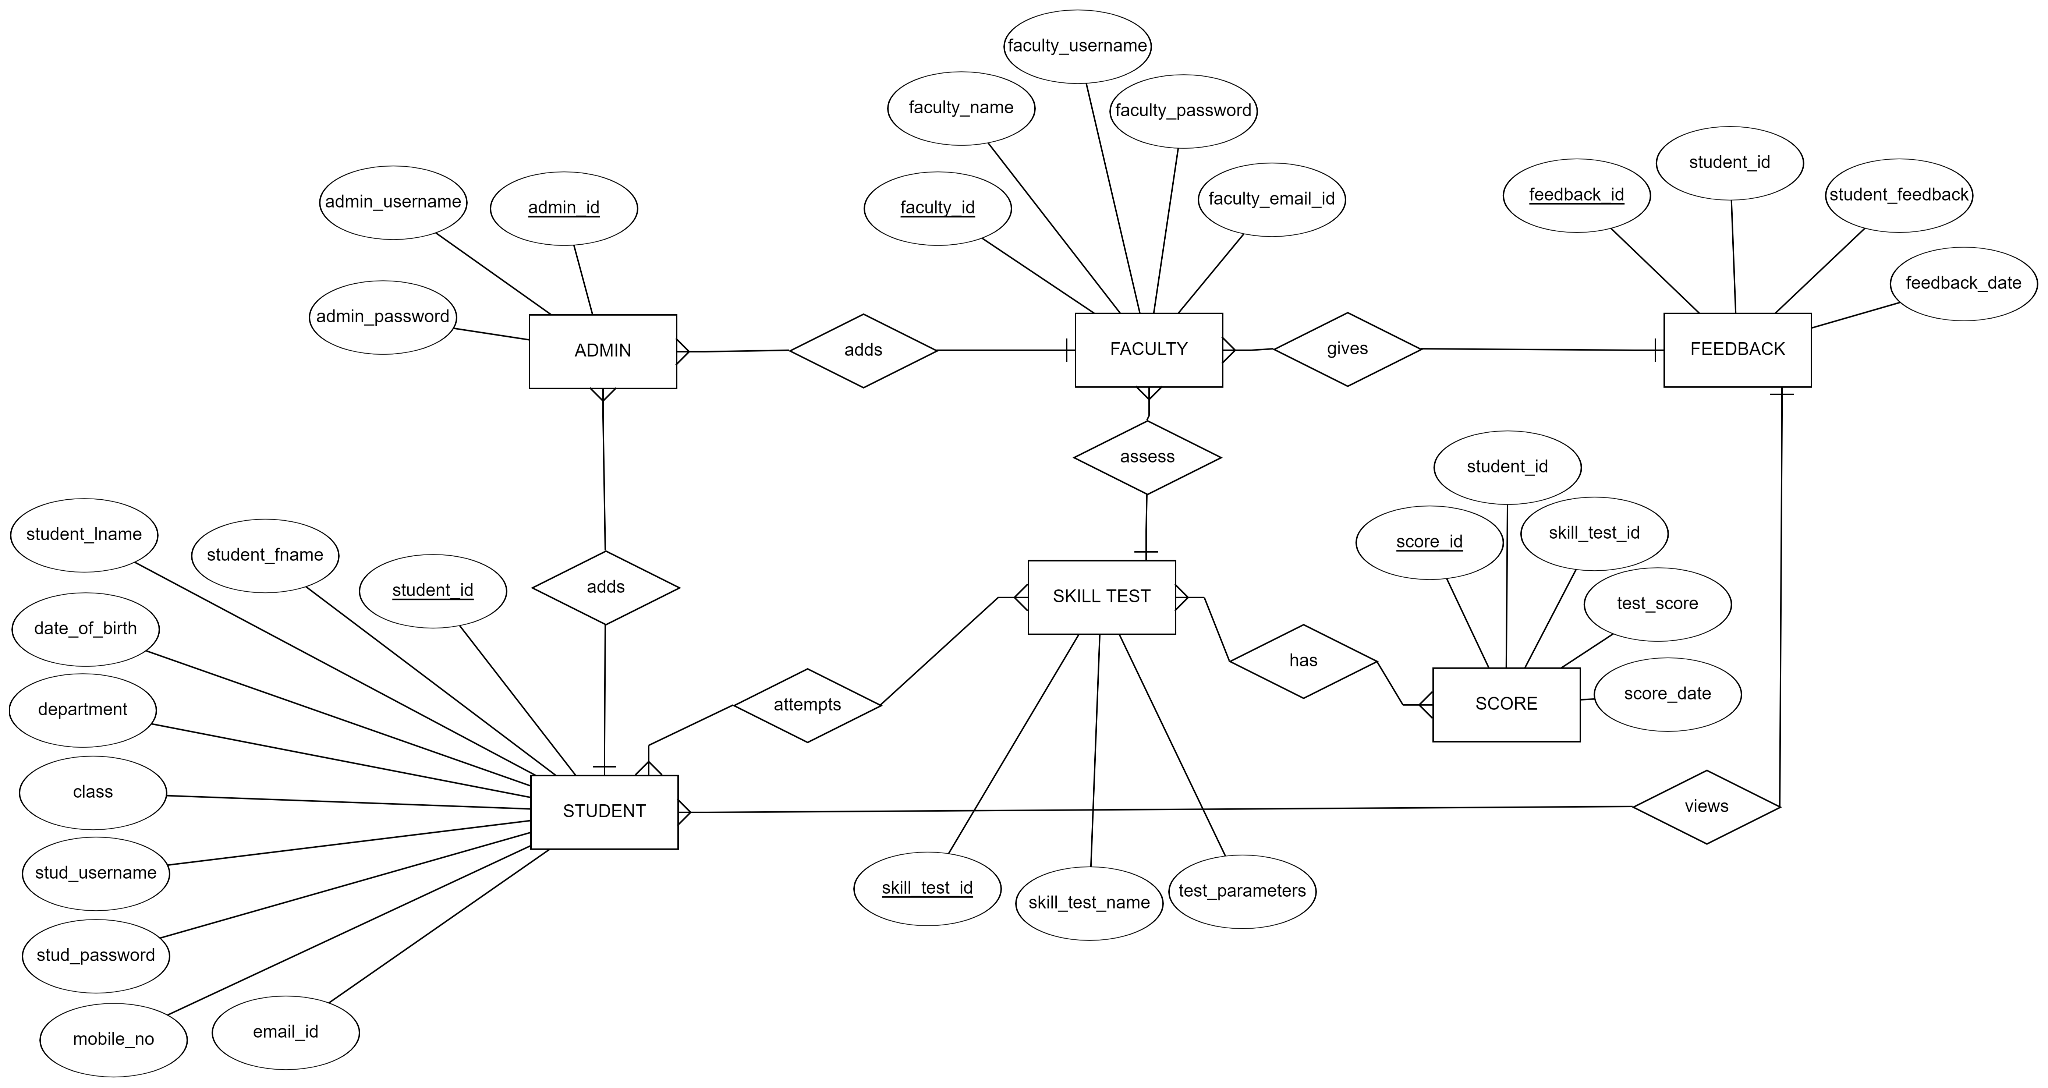 faculty_username
faculty_name
faculty_password
student_id
admin_username
admin_id
faculty_id
faculty_email_id
feedback_id
student_feedback
feedback_date
admin_password
ADMIN
adds
FACULTY
gives
FEEDBACK
assess
student_id
student_lname
student_fname
student_id
adds
score_id
skill_test_id
SKILL TEST
test_score
date_of_birth
has
department
attempts
SCORE
score_date
class
STUDENT
views
stud_username
skill_test_id
skill_test_name
test_parameters
stud_password
mobile_no
email_id